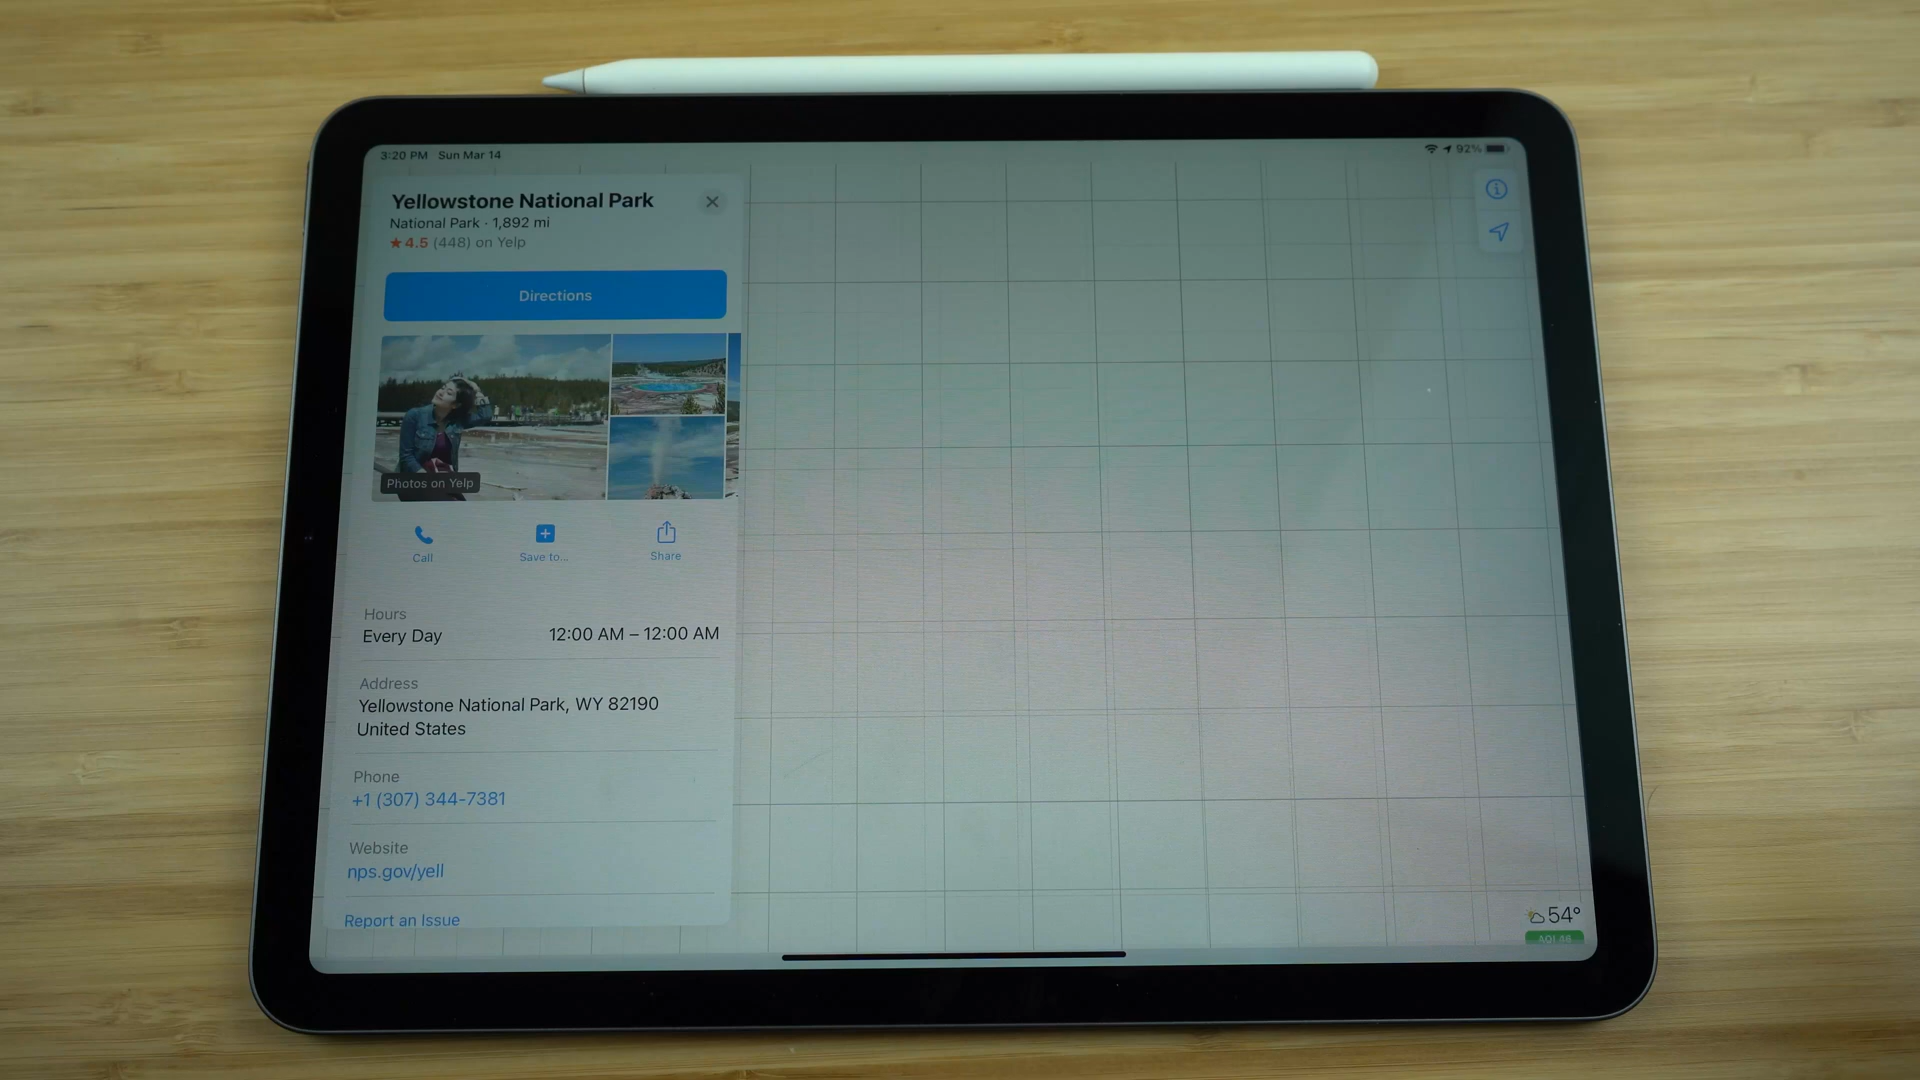 3:20 PM Sun Mar 14
92%
Yellowstone National Park
National Park · 1,892 mi
★ 4.5 (448) on Yelp
Directions
Photos on Yelp
Call
Save to...
Share
Hours
Every Day 12:00 AM – 12:00 AM
Address
Yellowstone National Park, WY 82190
United States
Phone
+1 (307) 344-7381
Website
nps.gov/yell
Report an Issue
54°
AQI 46